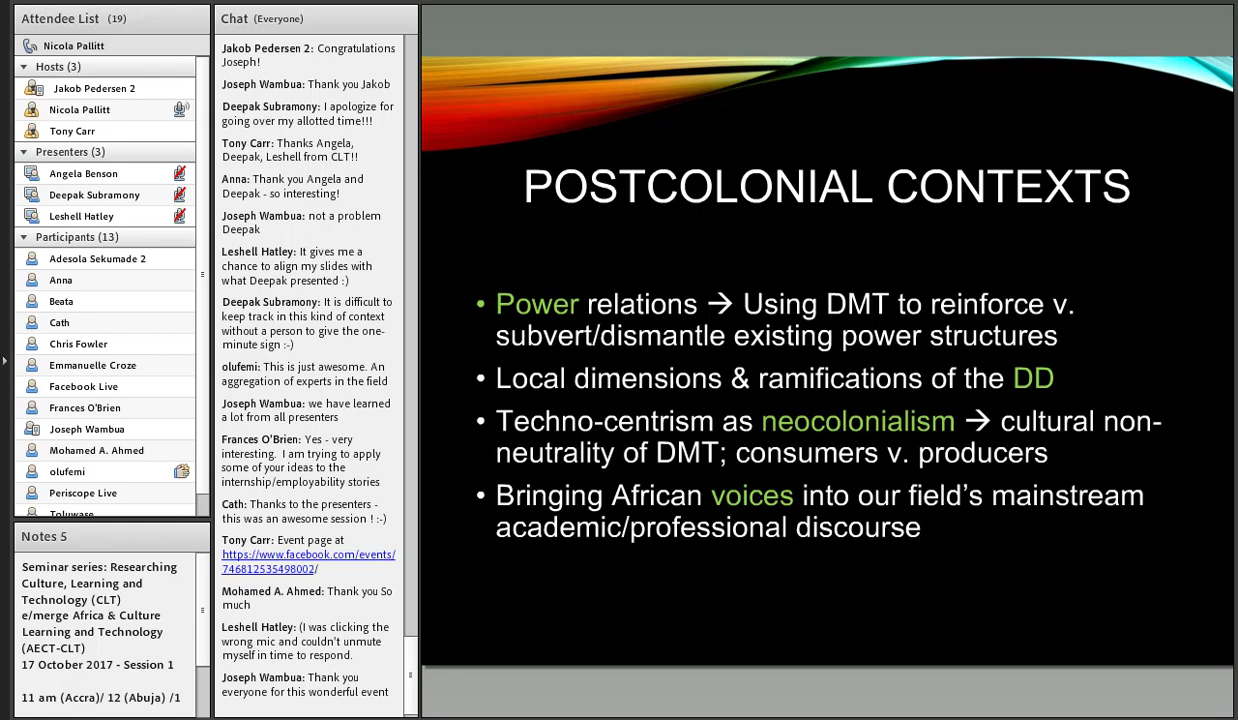 Attendee List (19)
Nicola Pallitt
Hosts (3)
Jakob Pedersen 2
Nicola Pallitt
Tony Carr
Presenters (3)
Angela Benson
Deepak Subramony
Leshell Hatley
Participants (13)
Adesola Sekumade 2
Anna
Beata
Cath
Chris Fowler
Emmanuelle Croze
Facebook Live
Frances O'Brien
Joseph Wambua
Mohamed A. Ahmed
olufemi
Periscope Live
Toluwase
Notes 5
Seminar series: Researching
Culture, Learning and
Technology (CLT)
e/merge Africa & Culture
Learning and Technology
(AECT-CLT)
17 October 2017 - Session 1
11 am (Accra)/ 12 (Abuja) /1
Chat (Everyone)
Jakob Pedersen 2: Congratulations
Joseph!
Joseph Wambua: Thank you Jakob
Deepak Subramony: I apologize for
going over my allotted time!!!
Tony Carr: Thanks Angela,
Deepak, Leshell from CLT!!
Anna: Thank you Angela and
Deepak - so interesting!
Joseph Wambua: not a problem
Deepak
Leshell Hatley: It gives me a
chance to align my slides with
what Deepak presented :)
Deepak Subramony: It is difficult to
keep track in this kind of context
without a person to give the one-
minute sign :-)
olufemi: This is just awesome. An
aggregation of experts in the field
Joseph Wambua: we have learned
a lot from all presenters
Frances O'Brien: Yes - very
interesting. I am trying to apply
some of your ideas to the
internship/employability stories
Cath: Thanks to the presenters -
this was an awesome session ! :-)
Tony Carr: Event page at
https://www.facebook.com/events/
746812535498002/
Mohamed A. Ahmed: Thank you So
much
Leshell Hatley: (I was clicking the
wrong mic and couldn't unmute
myself in time to respond.
Joseph Wambua: Thank you
everyone for this wonderful event
POSTCOLONIAL CONTEXTS
• Power relations → Using DMT to reinforce v.
subvert/dismantle existing power structures
• Local dimensions & ramifications of the DD
• Techno-centrism as neocolonialism → cultural non-
neutrality of DMT; consumers v. producers
• Bringing African voices into our field's mainstream
academic/professional discourse